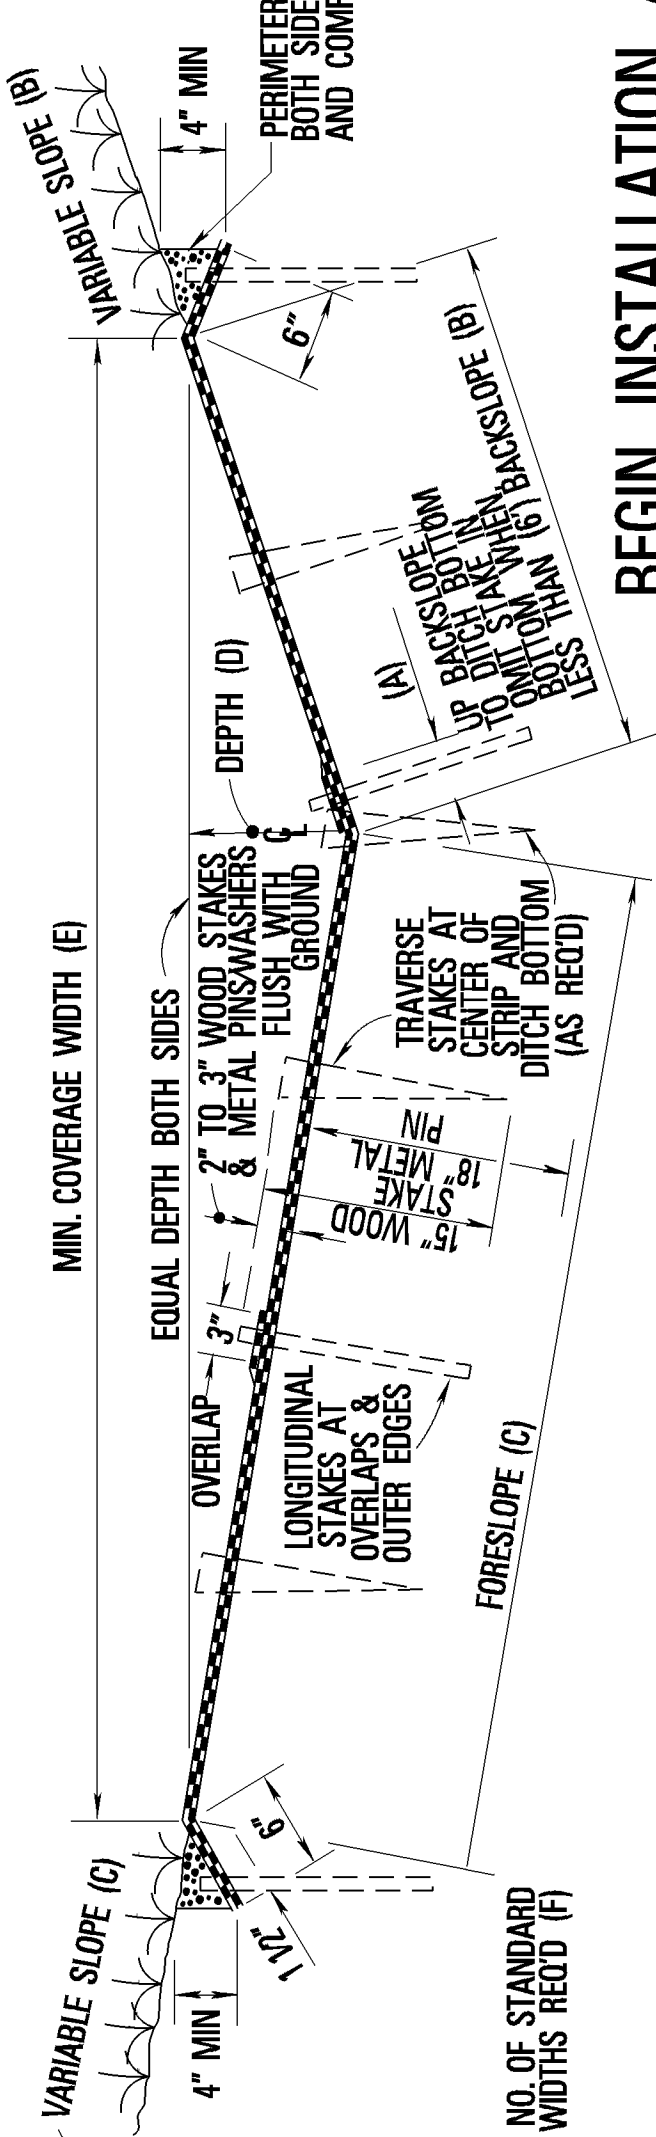 MIN. COVERAGE WIDTH (E)
VARIABLE SLOPE (C)
VARIABLE SLOPE (B)
EQUAL DEPTH BOTH SIDES
DEPTH (D)
4" MIN
4" MIN
PERIMETER
BOTH SIDE
AND COMP
OVERLAP
3"
2" TO 3" WOOD STAKES
& METAL PINS/WASHERS
FLUSH WITH
GROUND
CL
6"
6"
1 1/2"
LONGITUDINAL
STAKES AT
OVERLAPS &
OUTER EDGES
15" WOOD
STAKE
18" METAL
PIN
TRAVERSE
STAKES AT
CENTER OF
STRIP AND
DITCH BOTTOM
(AS REQ'D)
(A)
UP BACKSLOPE
TO DITCH BOTTOM
OMIT STAKE IN
BOTTOM WHEN
LESS THAN (6')
BACKSLOPE (B)
FORESLOPE (C)
NO. OF STANDARD
WIDTHS REQ'D (F)
BEGIN INSTALLATION